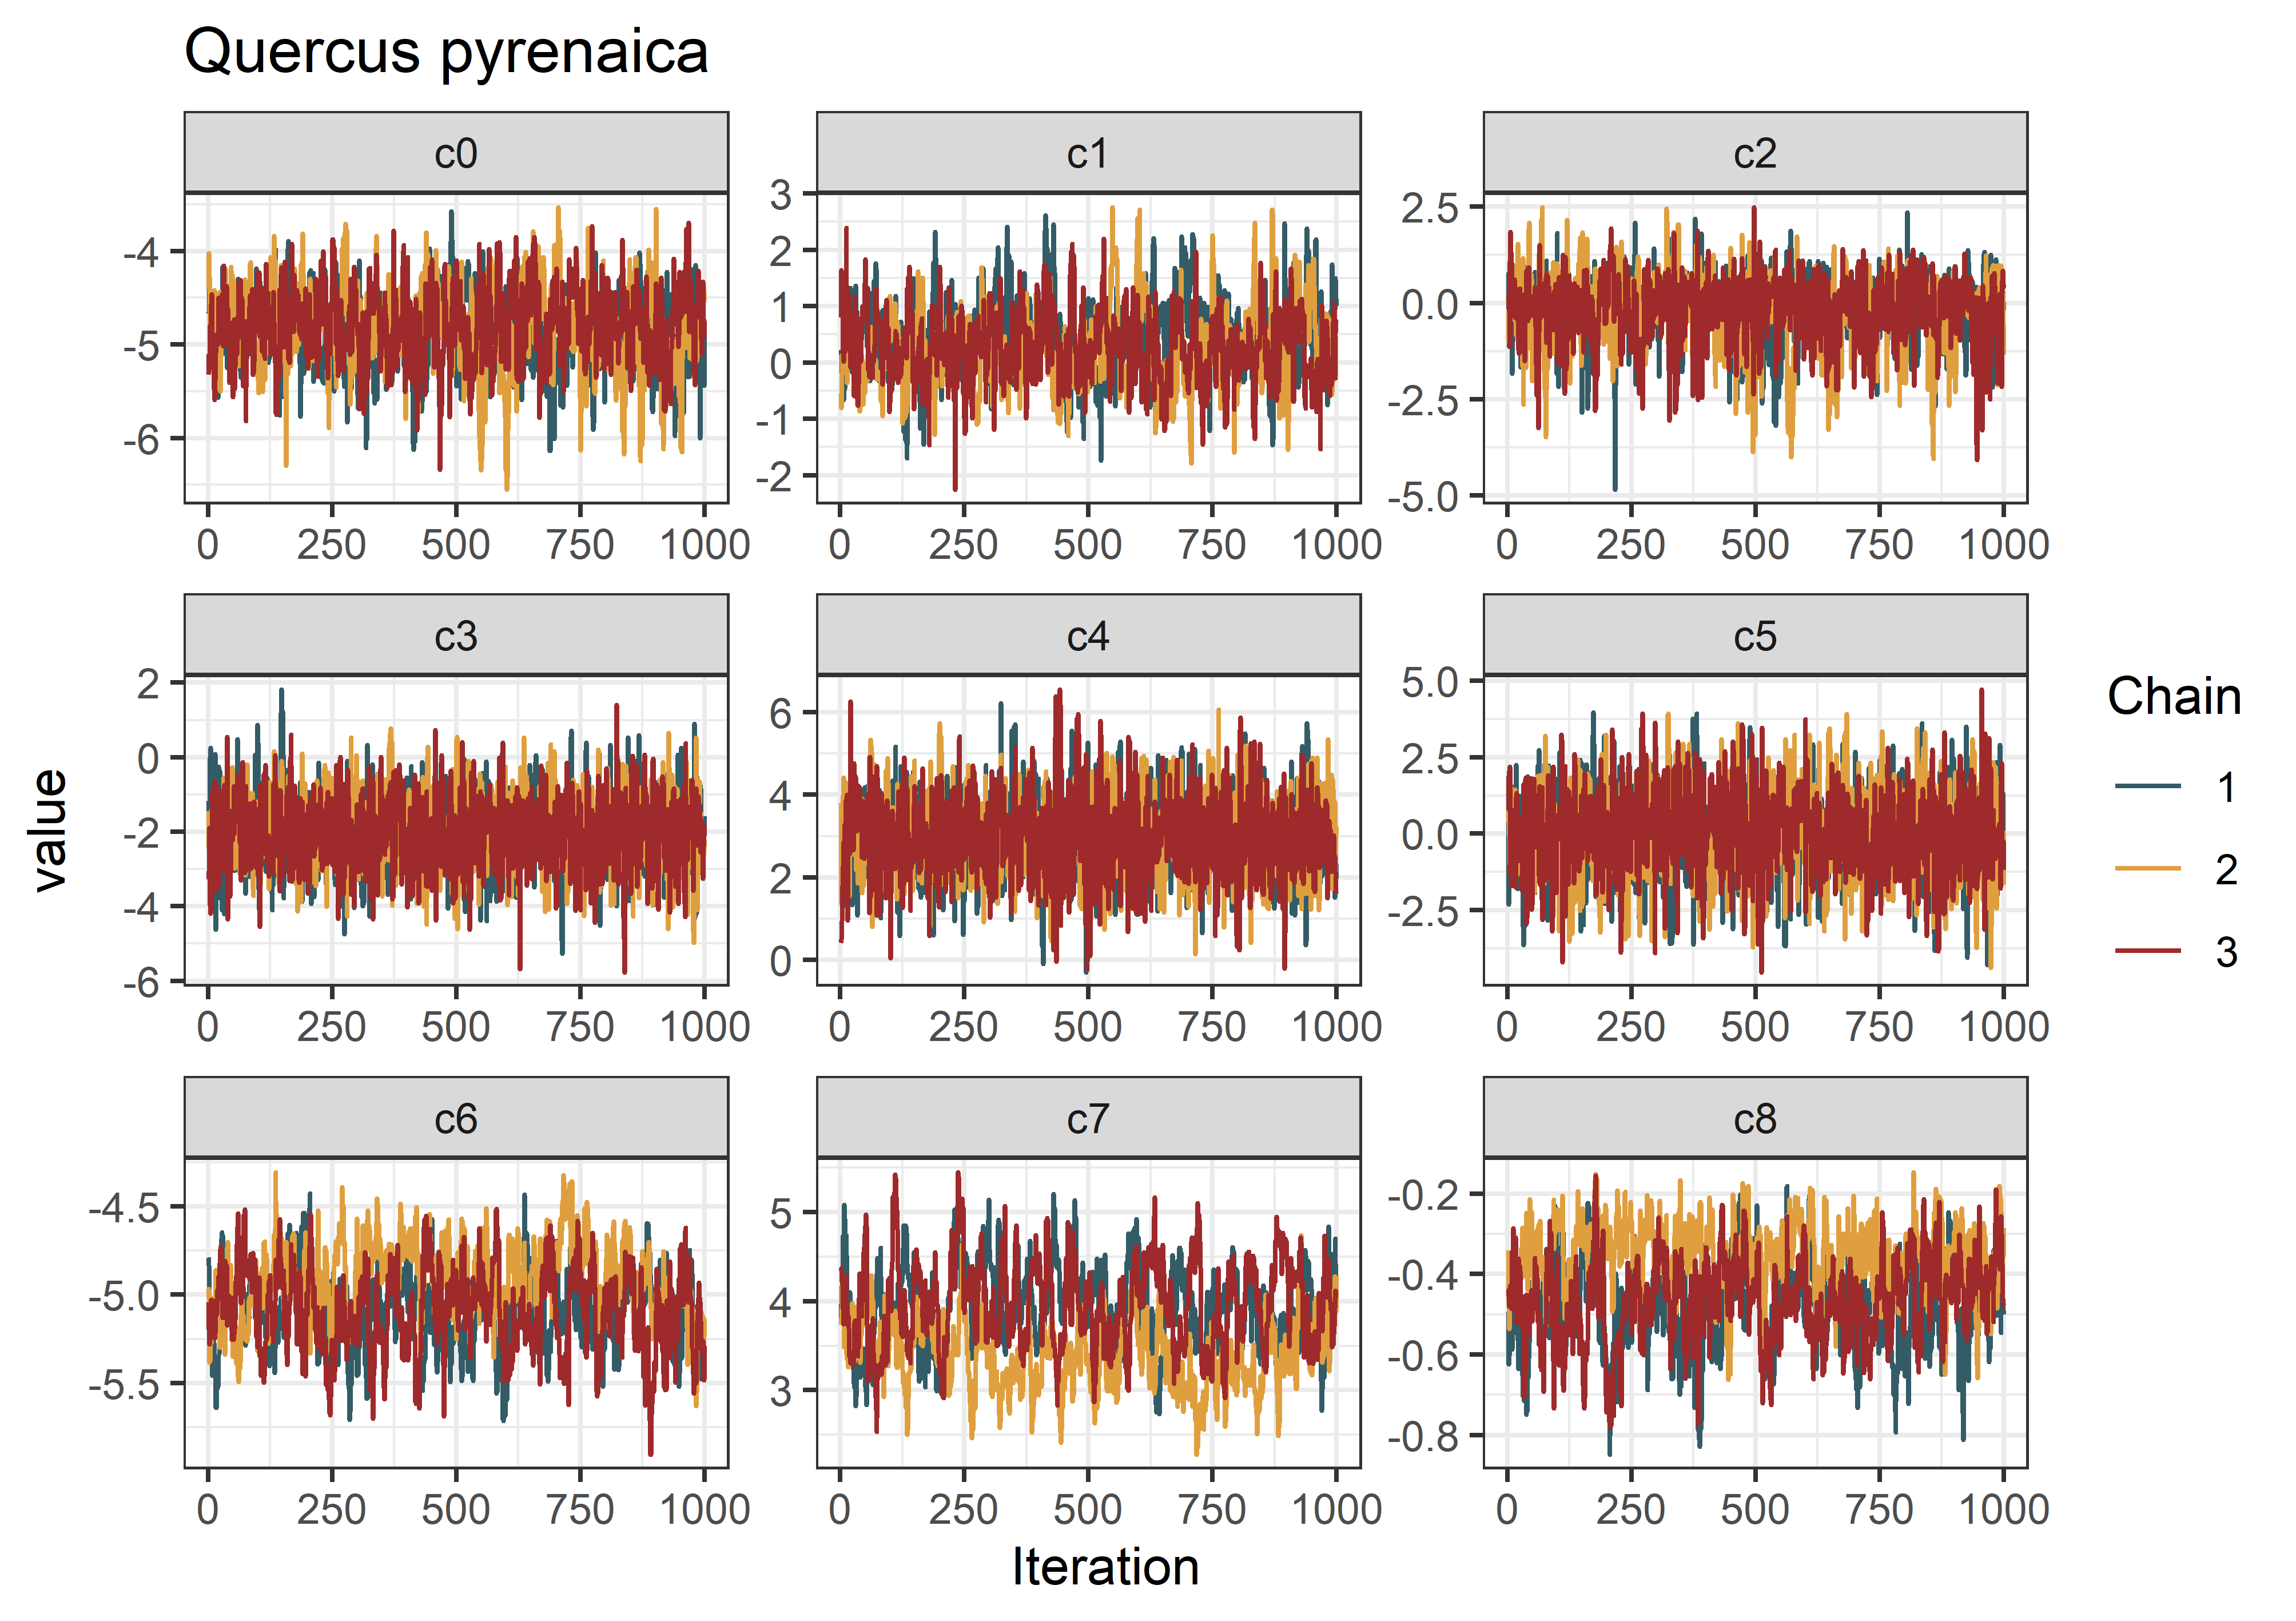 Quercus pyrenaica
c0 c1 c2
-4 -5 -6
3 2 1 0 -1 -2
2.5 0.0 -2.5 -5.0
0 250 500 750 1000 0 250 500 750 1000 0 250 500 750 1000
c3 c4 c5
2 0 -2 -4 -6
6 4 2 0
5.0 2.5 0.0 -2.5
0 250 500 750 1000 0 250 500 750 1000 0 250 500 750 1000
c6 c7 c8
-4.5 -5.0 -5.5
5 4 3
-0.2 -0.4 -0.6 -0.8
0 250 500 750 1000 0 250 500 750 1000 0 250 500 750 1000
value
Iteration
Chain
1
2
3